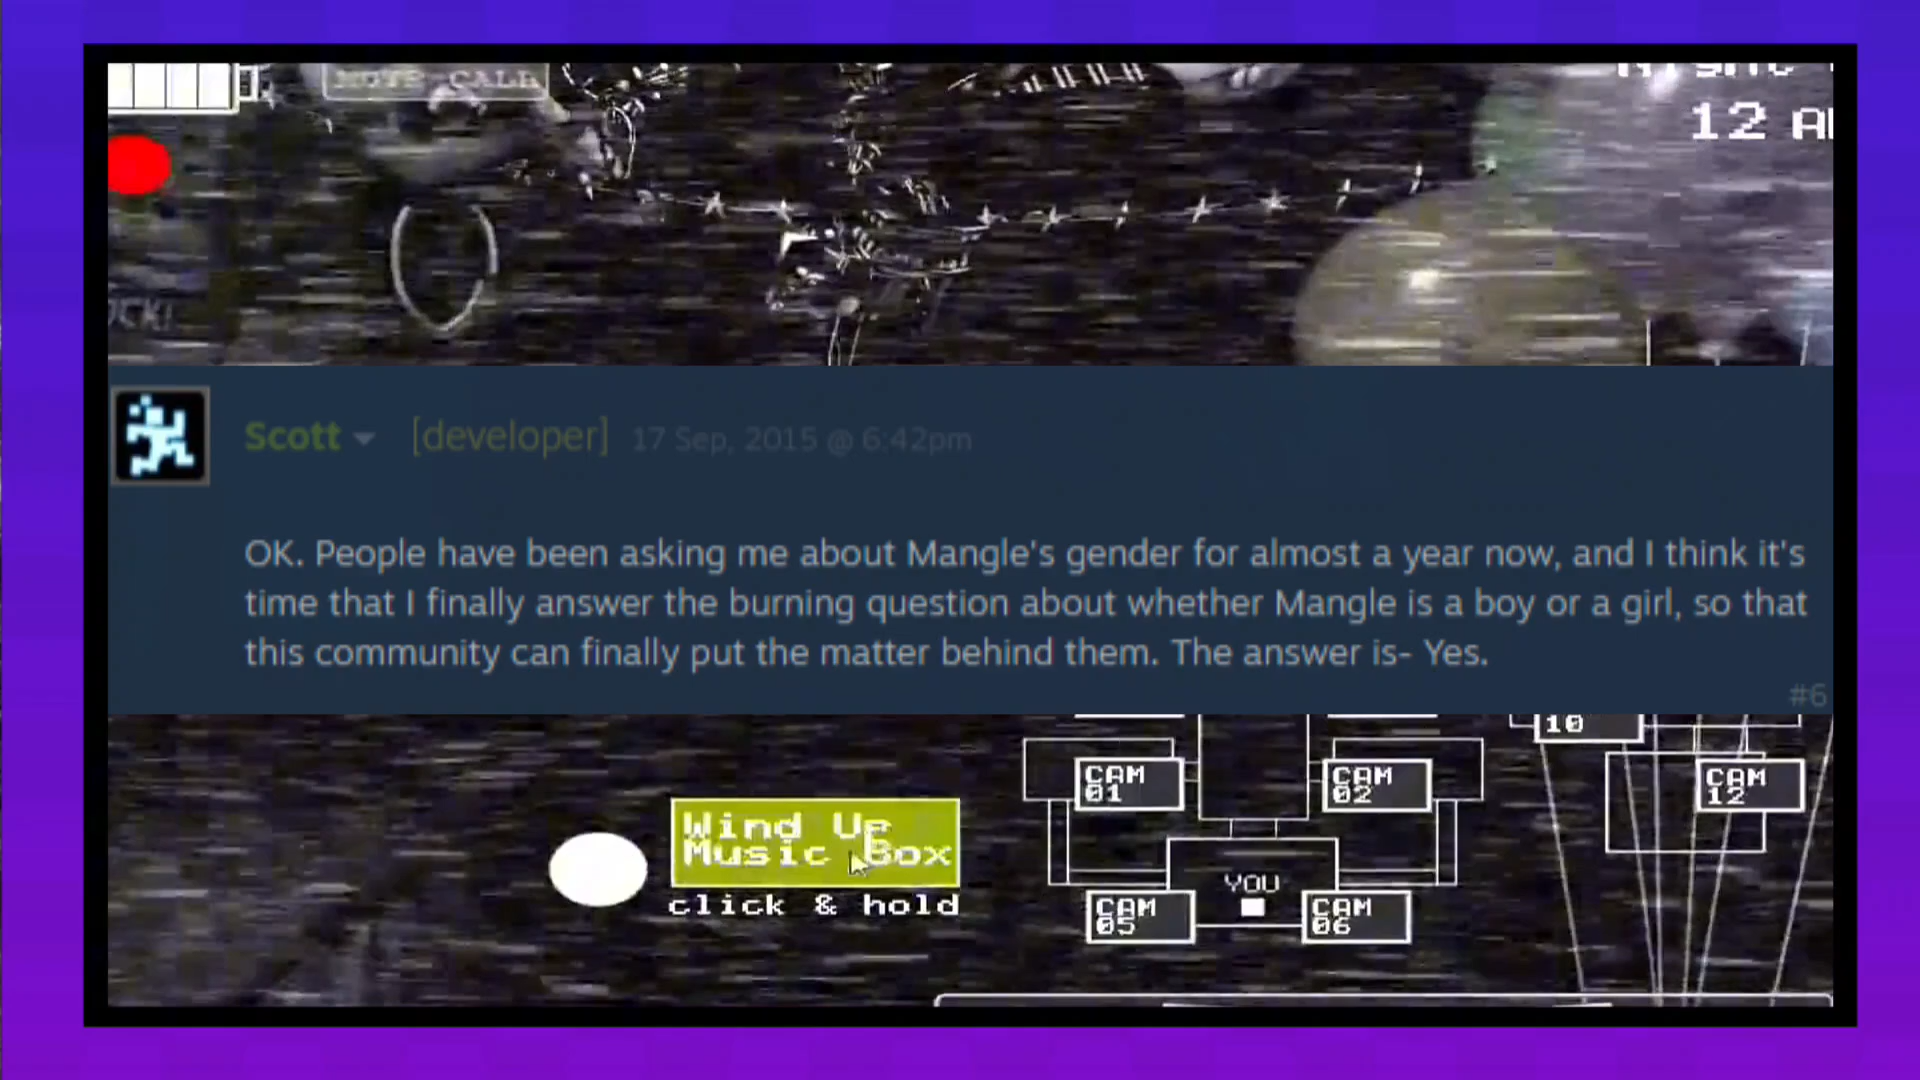 MUTE CALL
12 A
Scott [developer] 17 Sep, 2015 @ 6:42pm
OK. People have been asking me about Mangle's gender for almost a year now, and I think it's
time that I finally answer the burning question about whether Mangle is a boy or a girl, so that
this community can finally put the matter behind them. The answer is- Yes.
#6
10
CAM
01
CAM
02
CAM
12
Wind Up
Music Box
click & hold
YOU
CAM
05
CAM
06